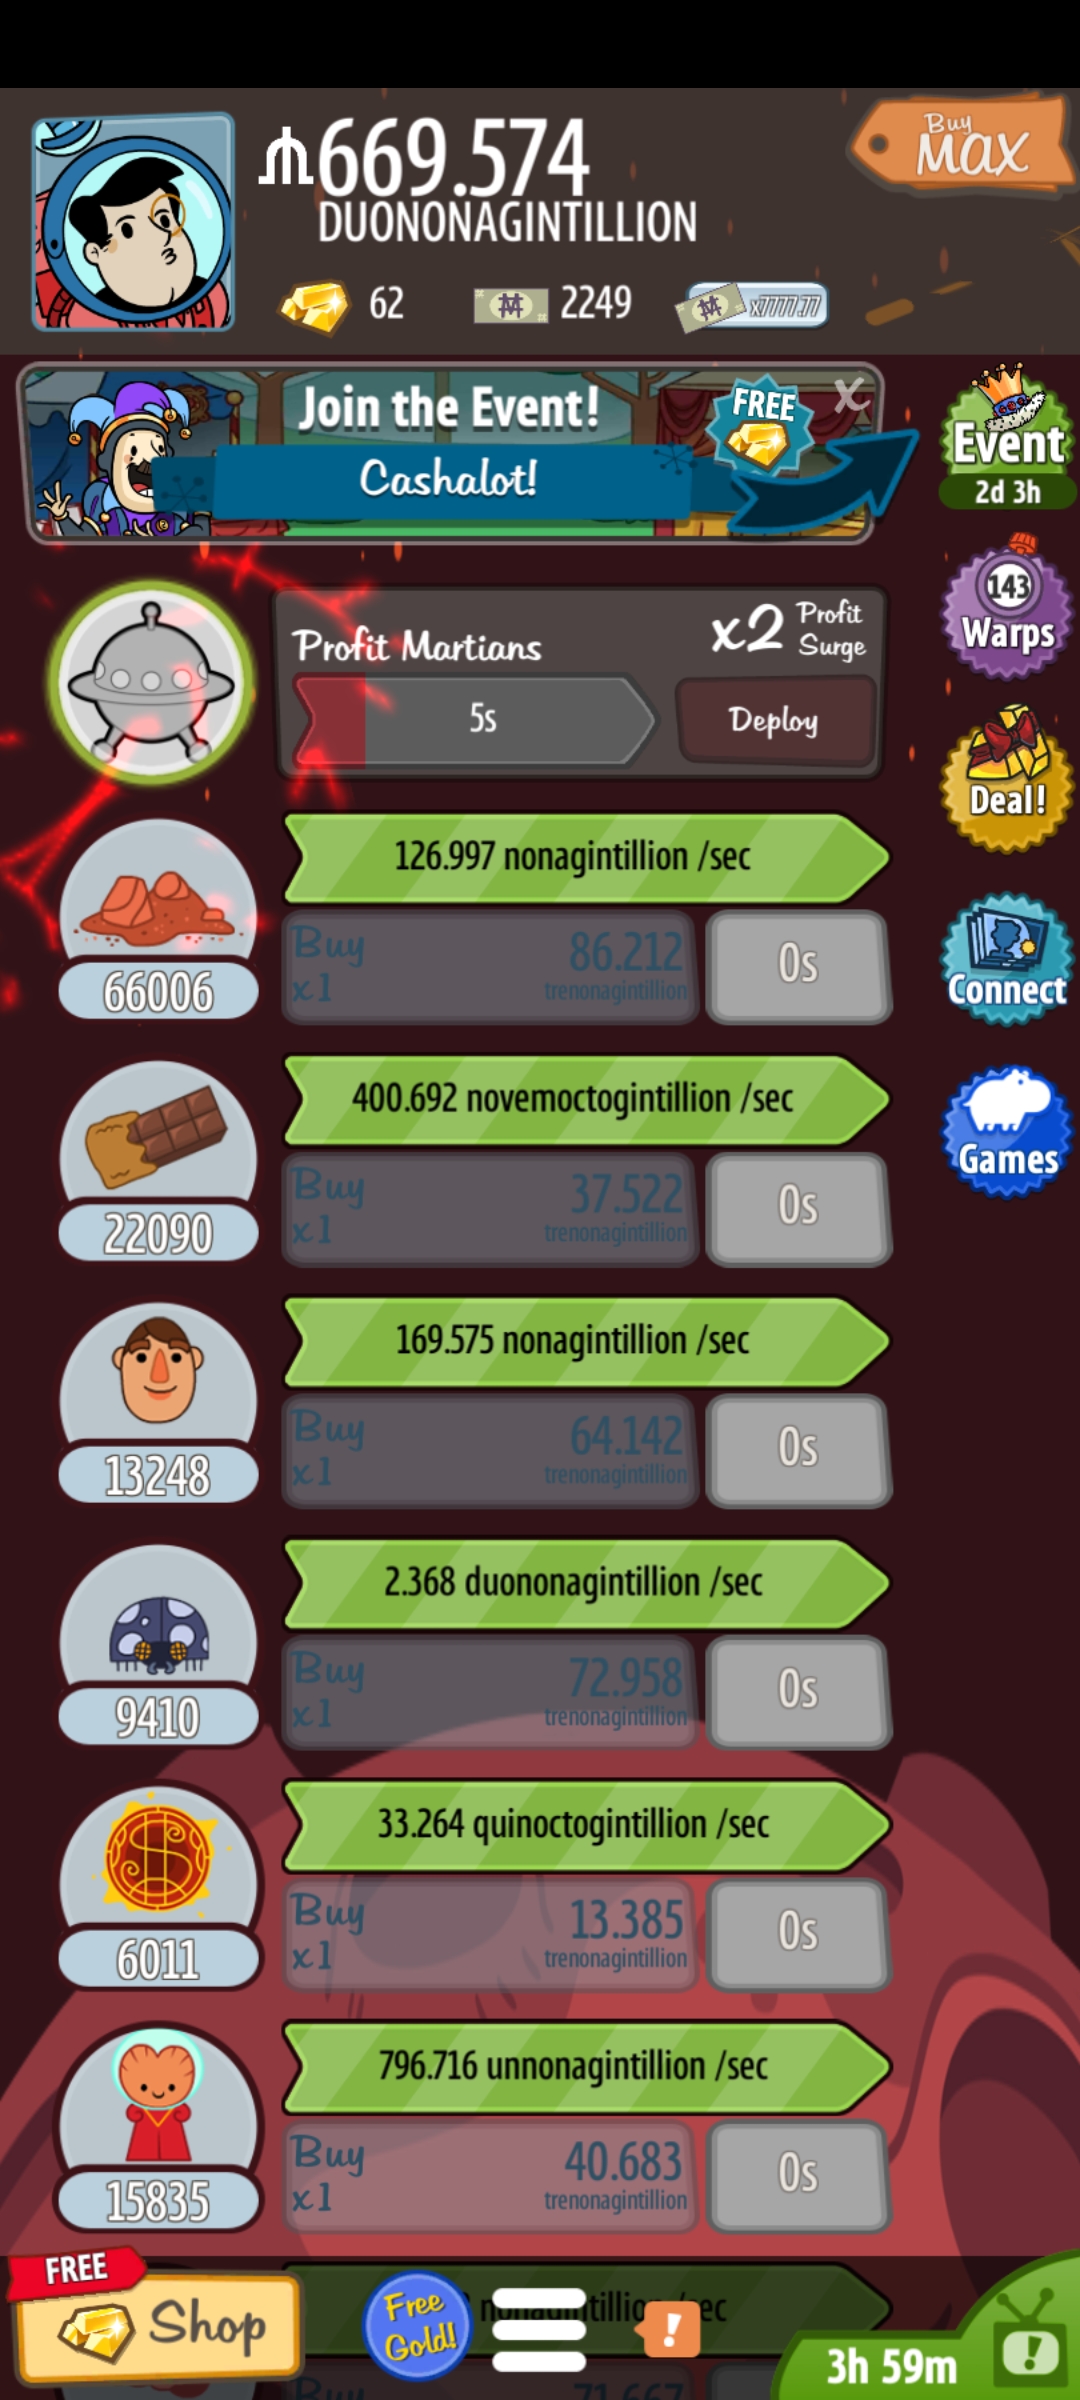 Buy
MAX
669.574
DUONONAGINTILLION
62
2249
x7777.77
Join the Event!
Cashalot!
FREE
X
Event
2d 3h
143
Warps
Profit Martians
x2 Profit Surge
5s
Deploy
Deal!
126.997 nonagintillion /sec
66006
Buy
x1
86.212
trenonagintillion
0s
Connect
400.692 novemoctogintillion /sec
22090
Buy
x1
37.522
trenonagintillion
0s
Games
169.575 nonagintillion /sec
13248
Buy
x1
64.142
trenonagintillion
0s
2.368 duononagintillion /sec
9410
Buy
x1
72.958
trenonagintillion
0s
33.264 quinoctogintillion /sec
6011
Buy
x1
13.385
trenonagintillion
0s
796.716 unnonagintillion /sec
15835
Buy
x1
40.683
trenonagintillion
0s
FREE
Shop
Free
Gold!
!
3h 59m
!
Buy